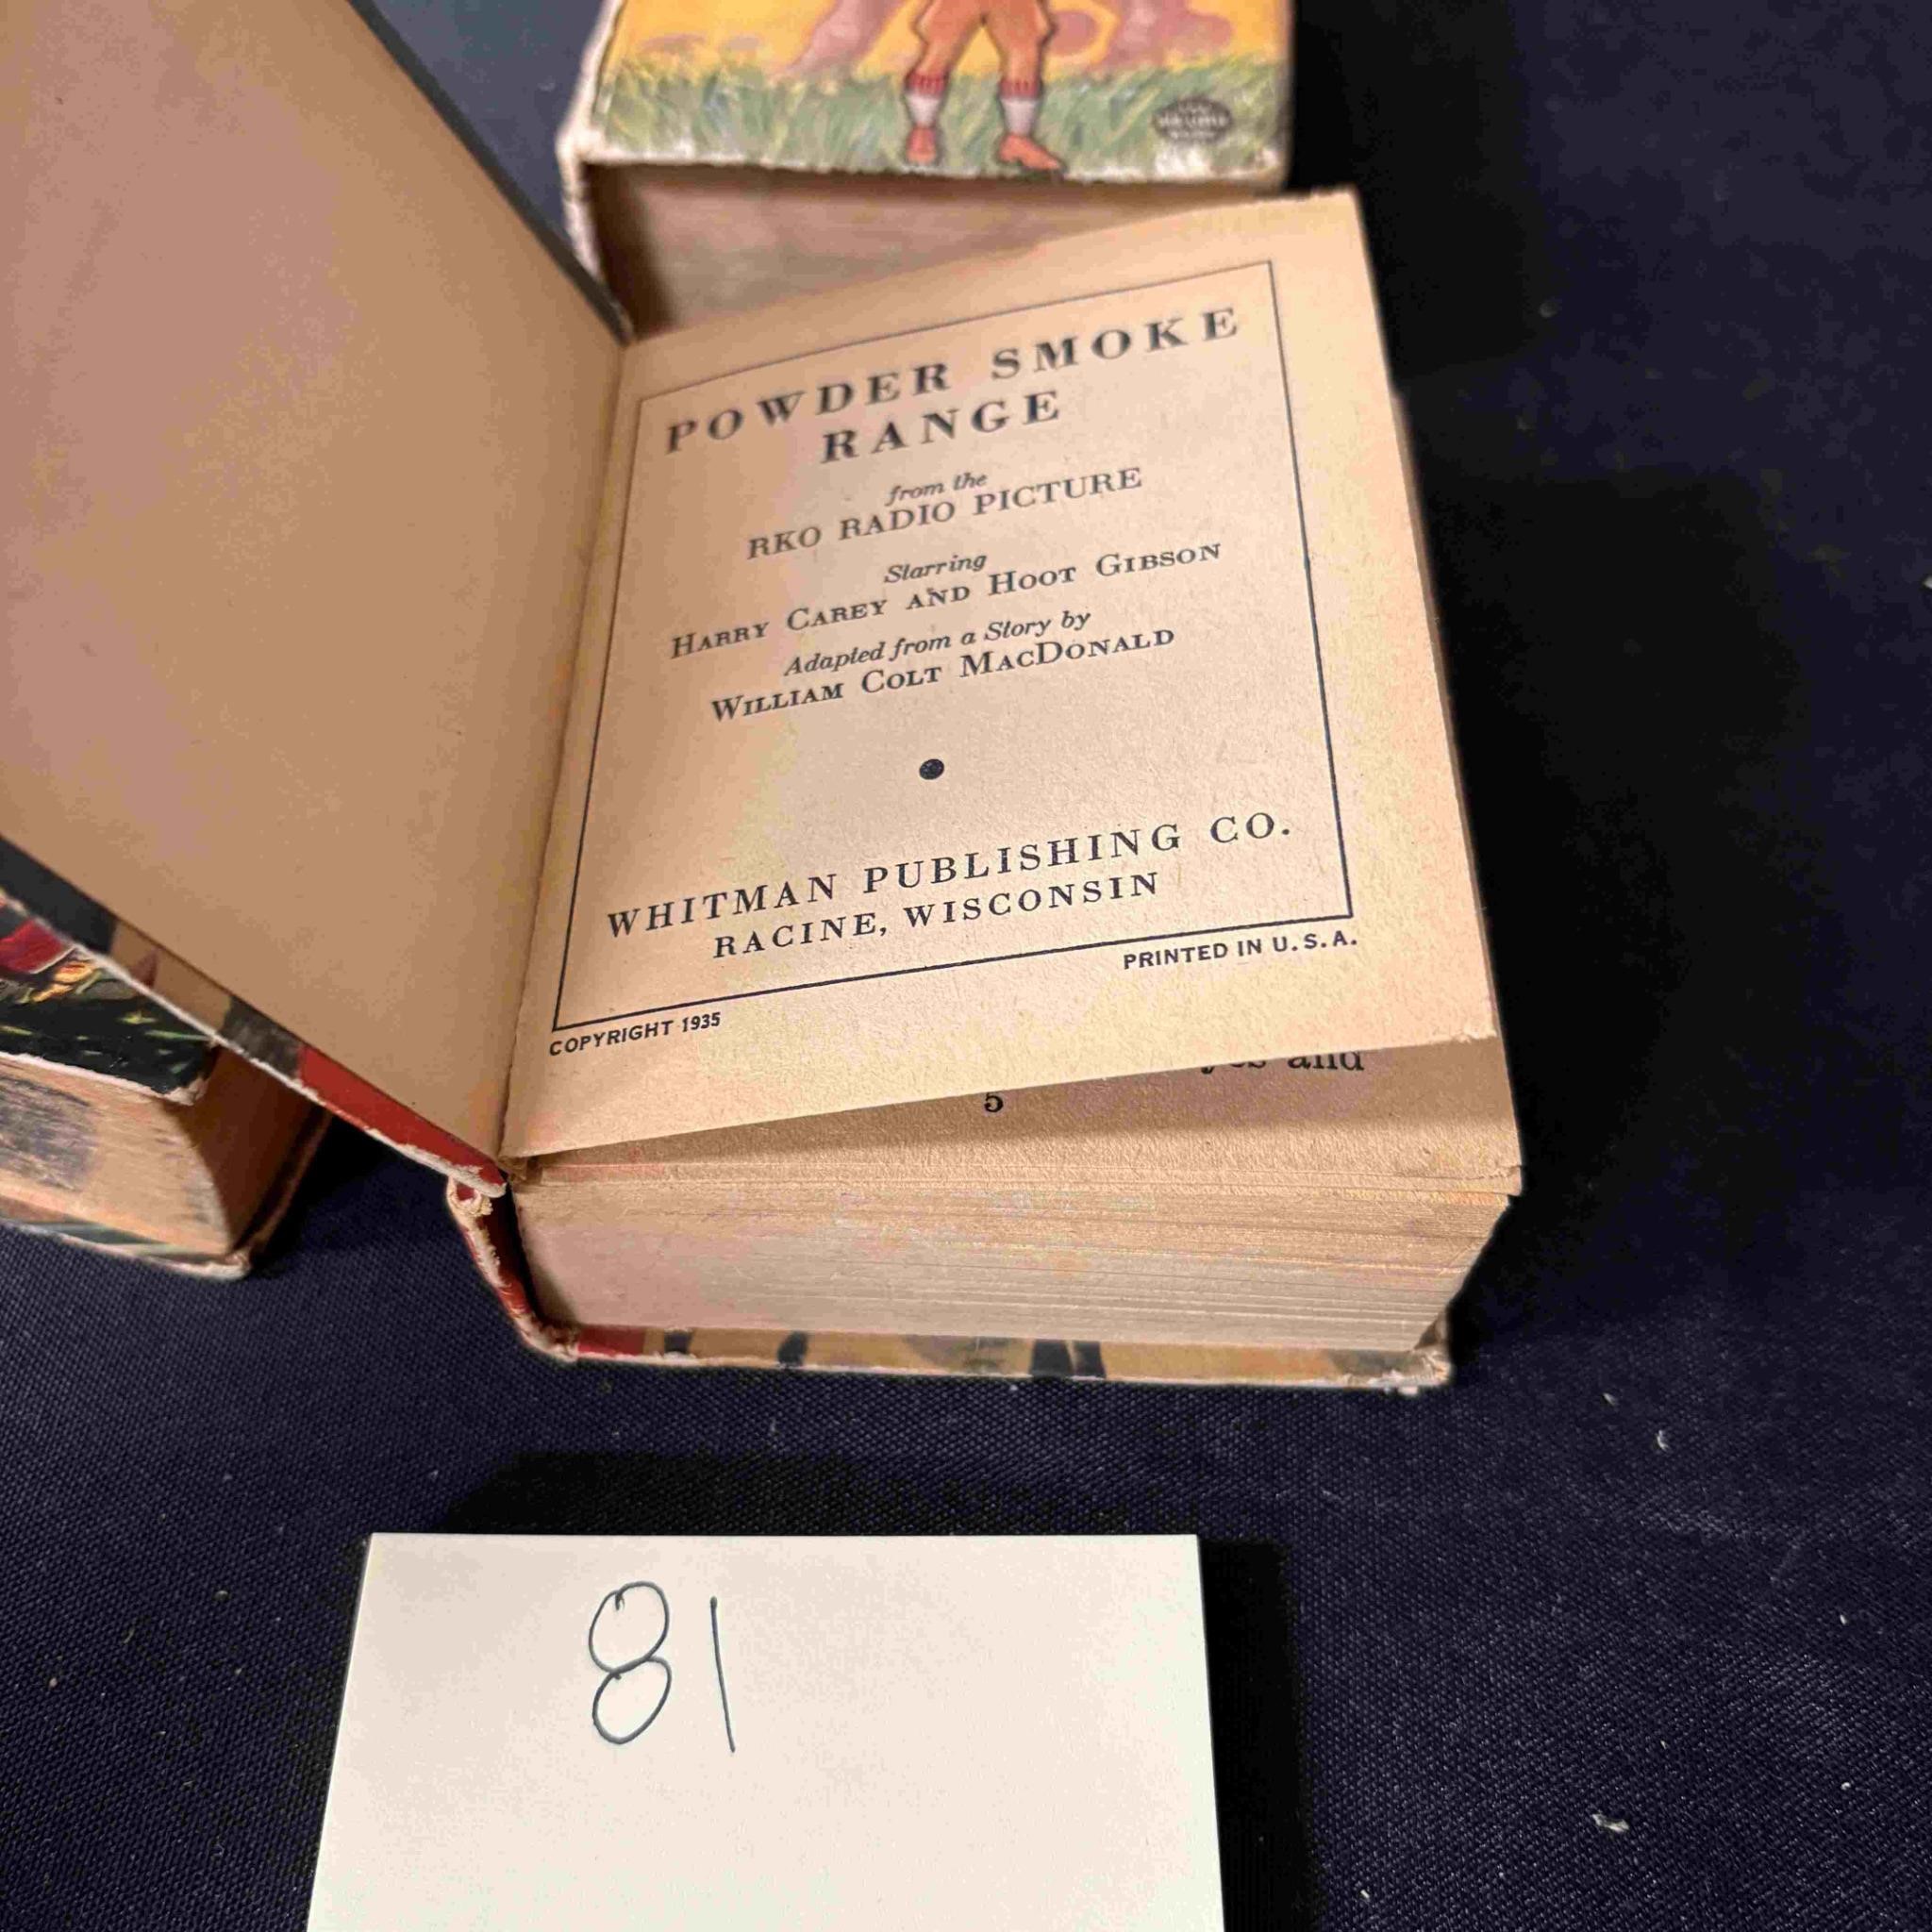 POWDER SMOKE
RANGE
from the
RKO RADIO PICTURE
Starring
HARRY CAREY AND HOOT GIBSON
Adapted from a Story by
WILLIAM COLT MACDONALD
WHITMAN PUBLISHING CO.
RACINE, WISCONSIN
COPYRIGHT 1935
PRINTED IN U.S.A.
and
5
81